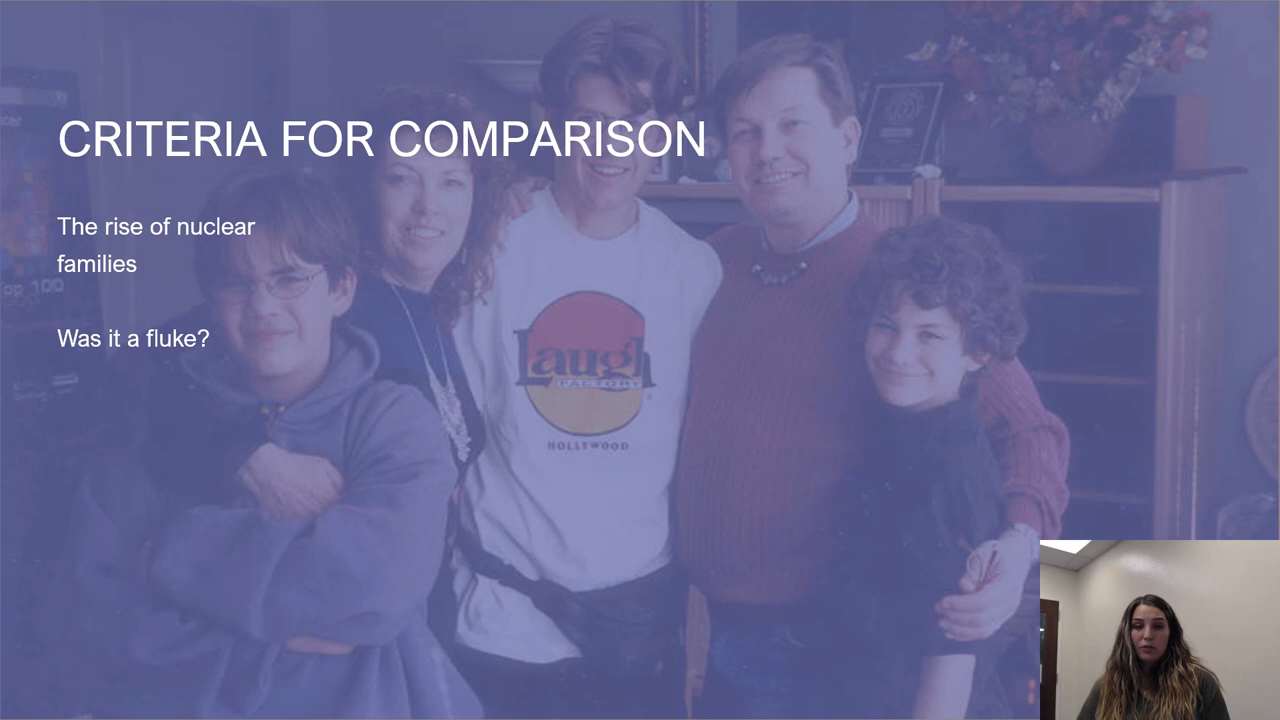 CRITERIA FOR COMPARISON
The rise of nuclear
families
Was it a fluke?
Laugh
FACTORY
HOLLYWOOD